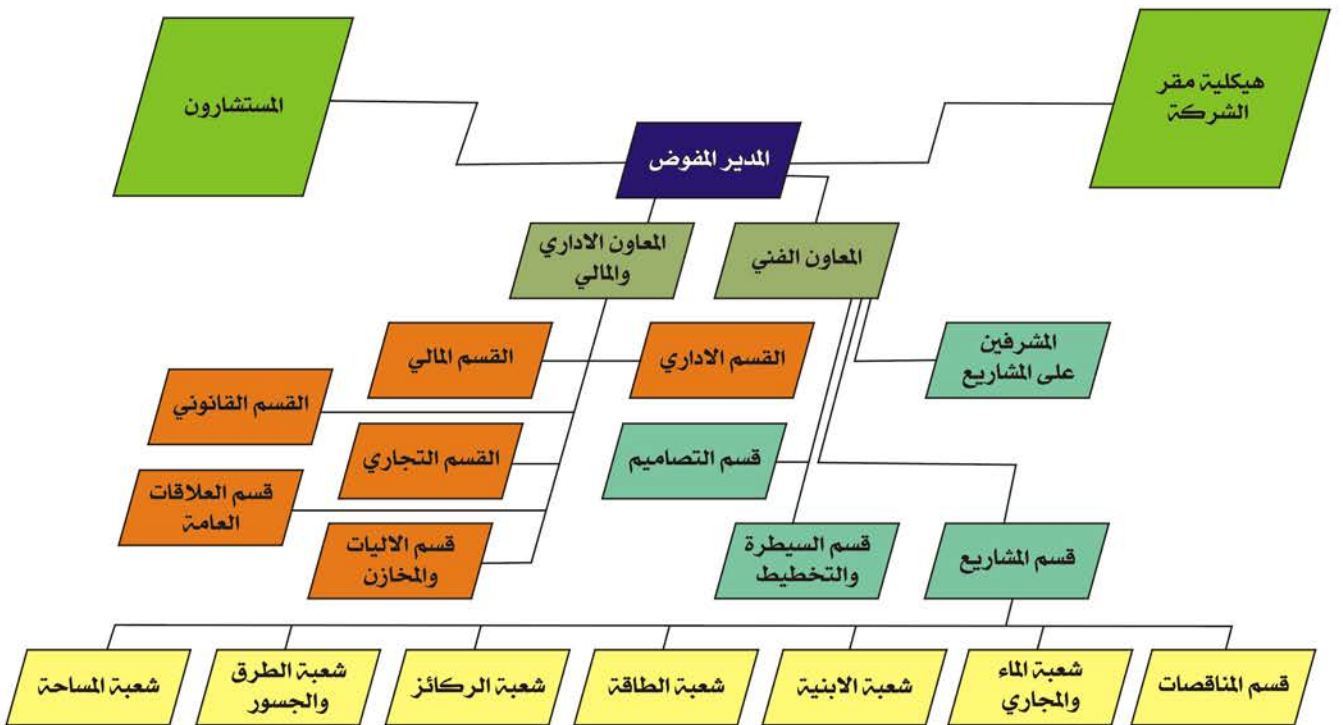 هيكلية مقر
الشركة
المستشارون
المدير المفوض
المعاون الفني
المعاون الاداري
والمالي
المشرفين
على المشاريع
القسم الاداري
القسم المالي
القسم القانوني
قسم التصاميم
القسم التجاري
قسم العلاقات
العامة
قسم المشاريع
قسم السيطرة
والتخطيط
قسم الاليات
والمخازن
قسم المناقصات
شعبة الماء
والمجاري
شعبة الابنية
شعبة الطاقة
شعبة الركائز
شعبة الطرق
والجسور
شعبة المساحة